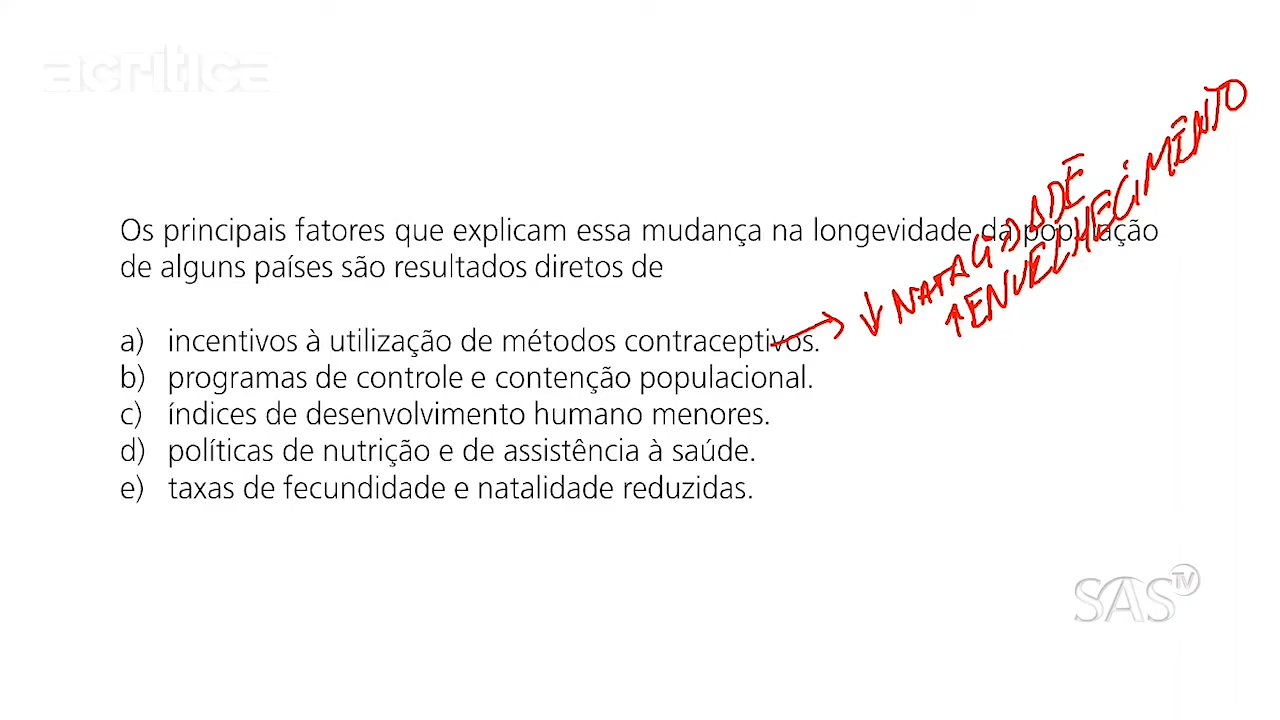 acrítica
Os principais fatores que explicam essa mudança na longevidade da população
de alguns países são resultados diretos de
a) incentivos à utilização de métodos contraceptivos.
b) programas de controle e contenção populacional.
c) índices de desenvolvimento humano menores.
d) políticas de nutrição e de assistência à saúde.
e) taxas de fecundidade e natalidade reduzidas.
→ ↓ NATALIDADE
↑ ENVELHECIMENTO
SAS TV